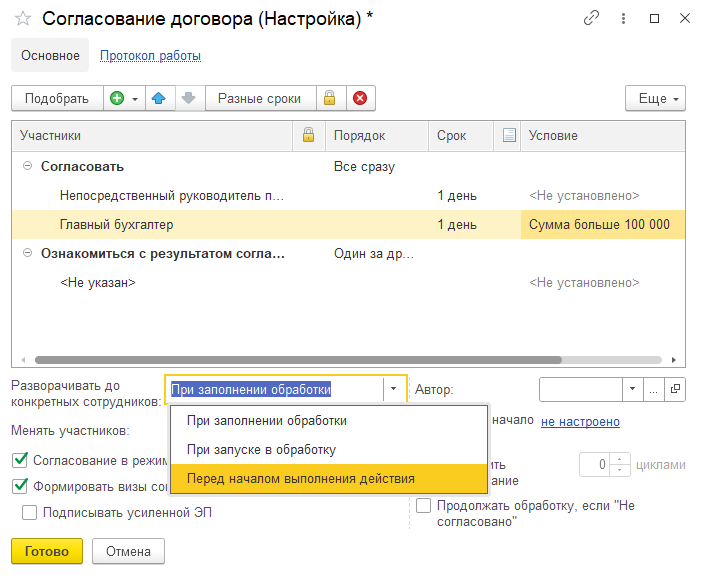 Согласование договора (Настройка) *
Основное Протокол работы
Подобрать Разные сроки Еще
Участники Порядок Срок Условие
Согласовать Все сразу
Непосредственный руководитель п... 1 день <Не установлено>
Главный бухгалтер 1 день Сумма больше 100 000
Ознакомиться с результатом согла... Один за др...
<Не указан> <Не установлено>
Разворачивать до
конкретных сотрудников: При заполнении обработки Автор: ...
При заполнении обработки
Менять участников: начало не настроено
При запуске в обработку
Согласование в режим
Перед началом выполнения действия
ить 0 циклами
ание
Формировать визы со
Подписывать усиленной ЭП
Продолжать обработку, если "Не
согласовано"
Готово Отмена